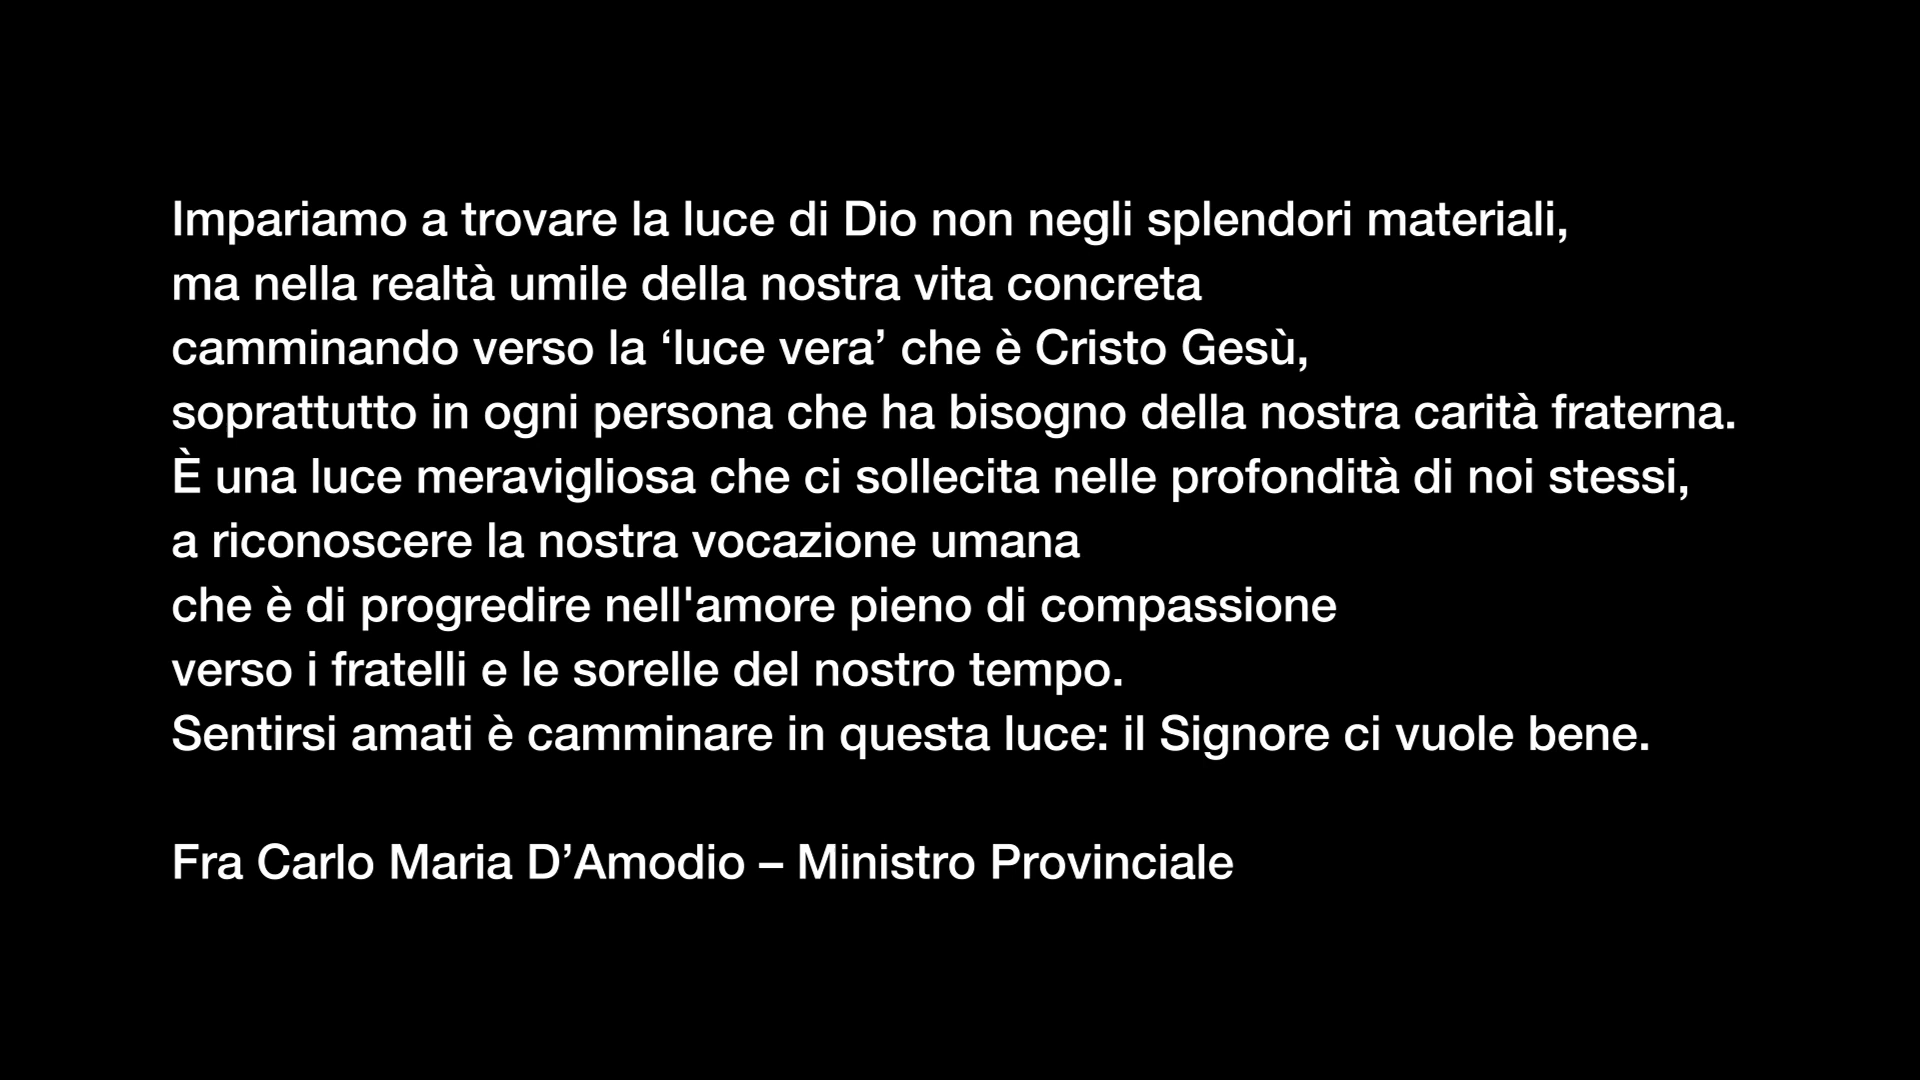 Impariamo a trovare la luce di Dio non negli splendori materiali,
ma nella realtà umile della nostra vita concreta
camminando verso la ‘luce vera’ che è Cristo Gesù,
soprattutto in ogni persona che ha bisogno della nostra carità fraterna.
È una luce meravigliosa che ci sollecita nelle profondità di noi stessi,
a riconoscere la nostra vocazione umana
che è di progredire nell'amore pieno di compassione
verso i fratelli e le sorelle del nostro tempo.
Sentirsi amati è camminare in questa luce: il Signore ci vuole bene.
Fra Carlo Maria D’Amodio – Ministro Provinciale